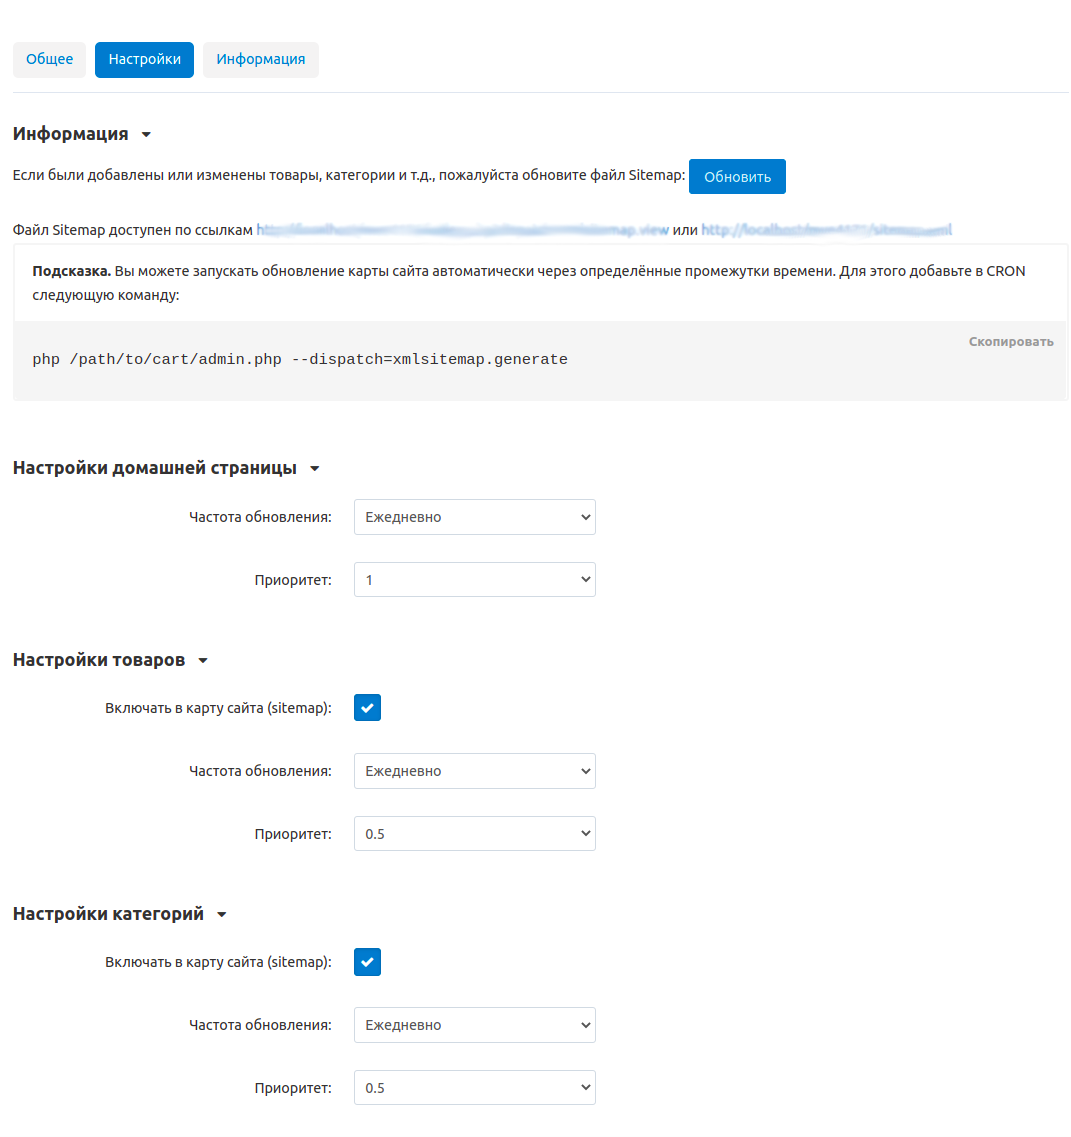 Общее Настройки Информация
Информация
Если были добавлены или изменены товары, категории и т.д., пожалуйста обновите файл Sitemap: Обновить
Файл Sitemap доступен по ссылкам или
Подсказка. Вы можете запускать обновление карты сайта автоматически через определённые промежутки времени. Для этого добавьте в CRON
следующую команду:
Скопировать
php /path/to/cart/admin.php --dispatch=xmlsitemap.generate
Настройки домашней страницы
Частота обновления: Ежедневно
Приоритет: 1
Настройки товаров
Включать в карту сайта (sitemap):
Частота обновления: Ежедневно
Приоритет: 0.5
Настройки категорий
Включать в карту сайта (sitemap):
Частота обновления: Ежедневно
Приоритет: 0.5